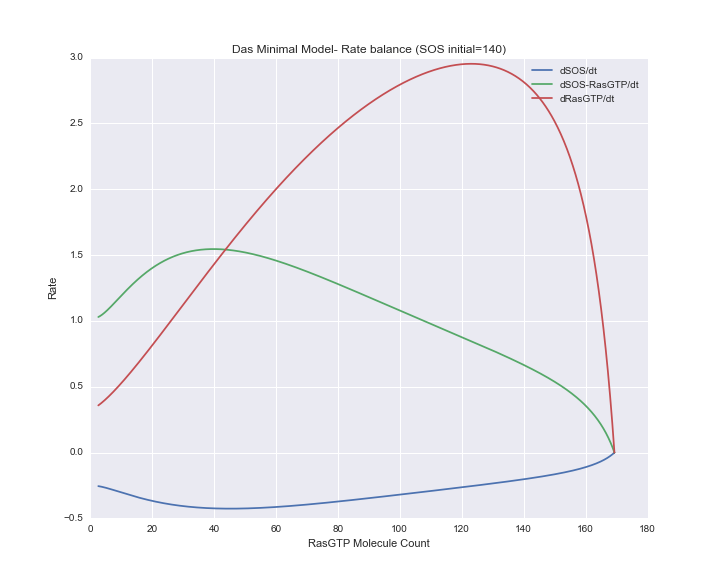 Das Minimal Model- Rate balance (SOS initial=140)
3.0
2.5
2.0
1.5
1.0
0.5
0.0
−0.5
Rate
dSOS/dt
dSOS-RasGTP/dt
dRasGTP/dt
0 20 40 60 80 100 120 140 160 180
RasGTP Molecule Count